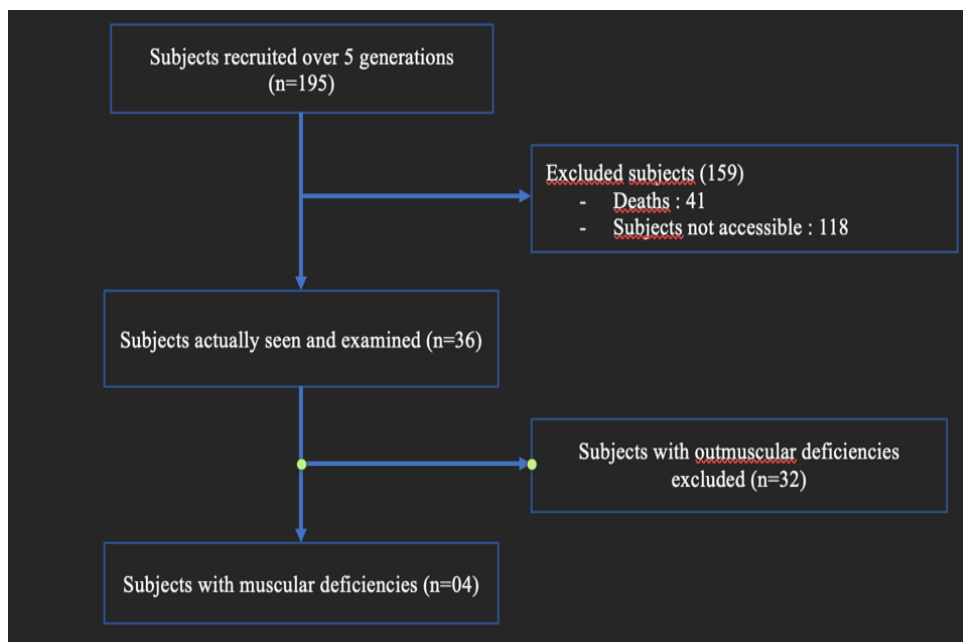 Subjects recruited over 5 generations
(n=195)
Excluded subjects (159)
- Deaths : 41
- Subjects not accessible : 118
Subjects actually seen and examined (n=36)
Subjects with outmuscular deficiencies
excluded (n=32)
Subjects with muscular deficiencies (n=04)